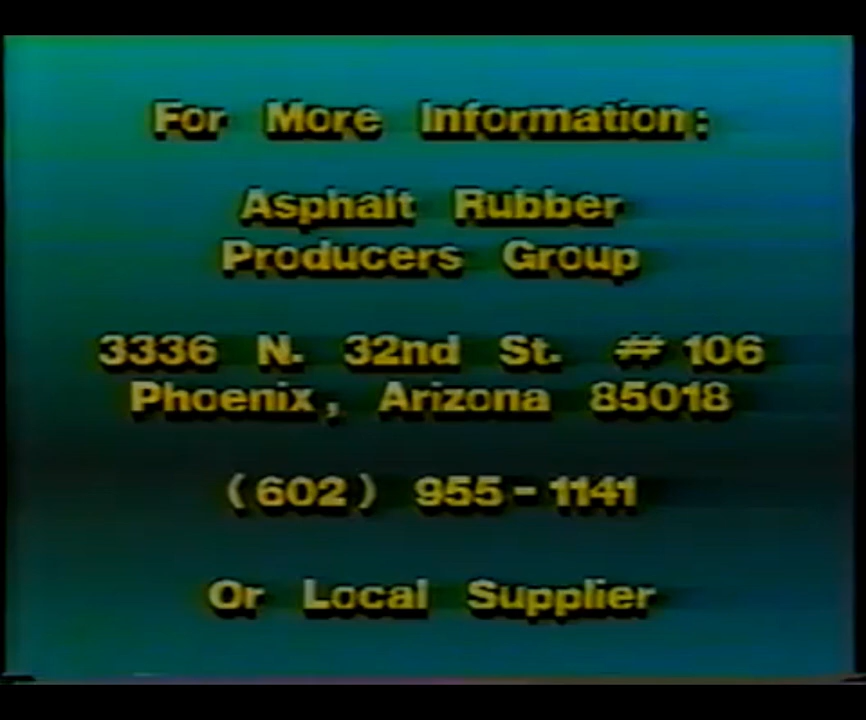 For More Information:
Asphalt Rubber
Producers Group
3336 N. 32nd St. # 106
Phoenix, Arizona 85018
(602) 955-1141
Or Local Supplier